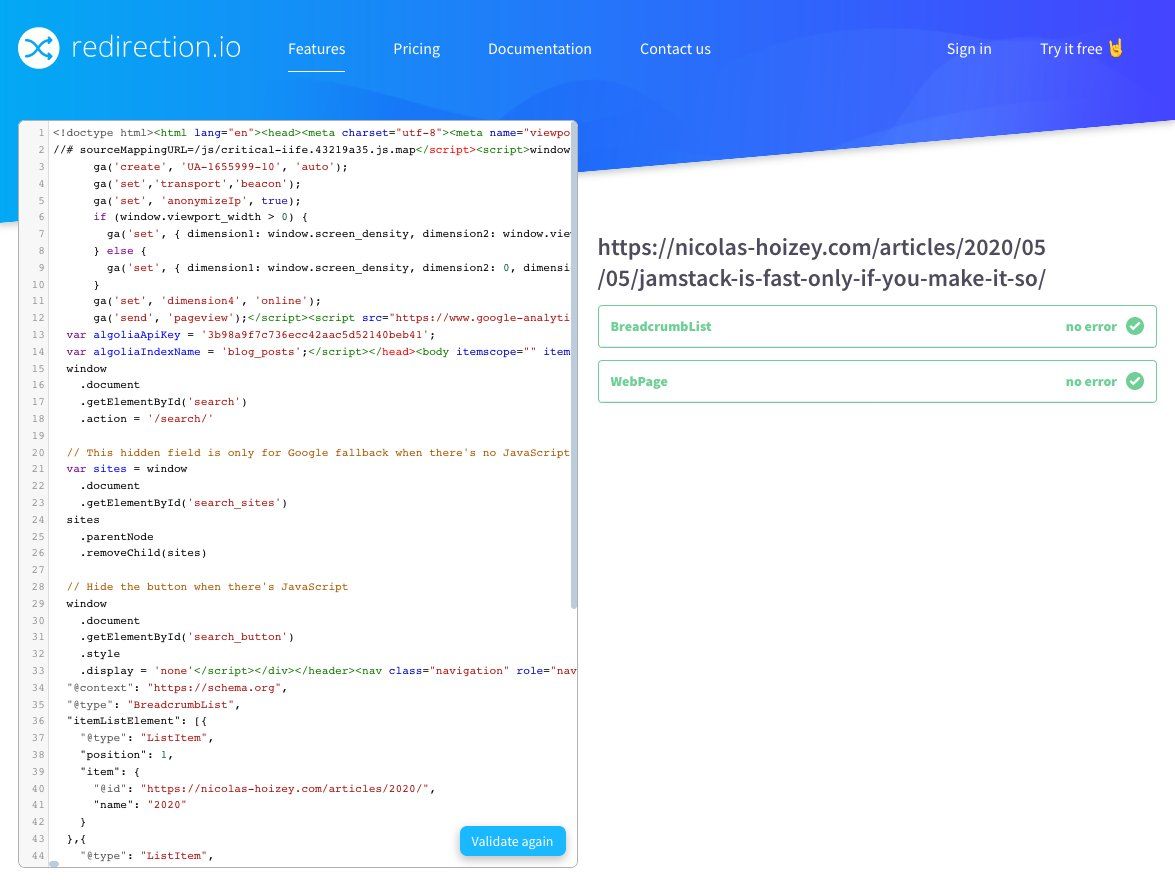 redirection.io
Features
Pricing
Documentation
Contact us
Sign in
Try it free 🤘
1 <!doctype html><html lang="en"><head><meta charset="utf-8"><meta name="viewpo
2 //# sourceMappingURL=/js/critical-iife.43219a35.js.map</script><script>window
3 ga('create', 'UA-1655999-10', 'auto');
4 ga('set','transport','beacon');
5 ga('set', 'anonymizeIp', true);
6 if (window.viewport_width > 0) {
7 ga('set', { dimension1: window.screen_density, dimension2: window.vie
8 } else {
9 ga('set', { dimension1: window.screen_density, dimension2: 0, dimensi
10 }
11 ga('set', 'dimension4', 'online');
12 ga('send', 'pageview');</script><script src="https://www.google-analyti
13 var algoliaApiKey = '3b98a9f7c736ecc42aac5d52140beb41';
14 var algoliaIndexName = 'blog_posts';</script></head><body itemscope="" item
15 window
16 .document
17 .getElementById('search')
18 .action = '/search/'
19
20 // This hidden field is only for Google fallback when there's no JavaScript
21 var sites = window
22 .document
23 .getElementById('search_sites')
24 sites
25 .parentNode
26 .removeChild(sites)
27
28 // Hide the button when there's JavaScript
29 window
30 .document
31 .getElementById('search_button')
32 .style
33 .display = 'none'</script></div></header><nav class="navigation" role="nav
34 "@context": "https://schema.org",
35 "@type": "BreadcrumbList",
36 "itemListElement": [{
37 "@type": "ListItem",
38 "position": 1,
39 "item": {
40 "@id": "https://nicolas-hoizey.com/articles/2020/",
41 "name": "2020"
42 }
43 },{
44 "@type": "ListItem",
Validate again
https://nicolas-hoizey.com/articles/2020/05
/05/jamstack-is-fast-only-if-you-make-it-so/
BreadcrumbList no error
WebPage no error